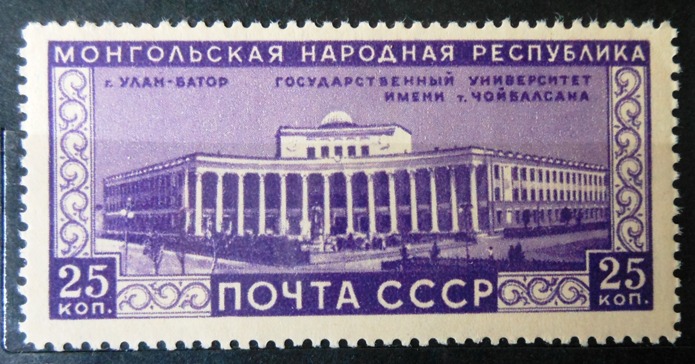 МОНГОЛЬСКАЯ НАРОДНАЯ РЕСПУБЛИКА
г. УЛАН-БАТОР
ГОСУДАРСТВЕННЫЙ УНИВЕРСИТЕТ
ИМЕНИ т. ЧОЙБАЛСАНА
25
КОП.
ПОЧТА СССР
25
КОП.